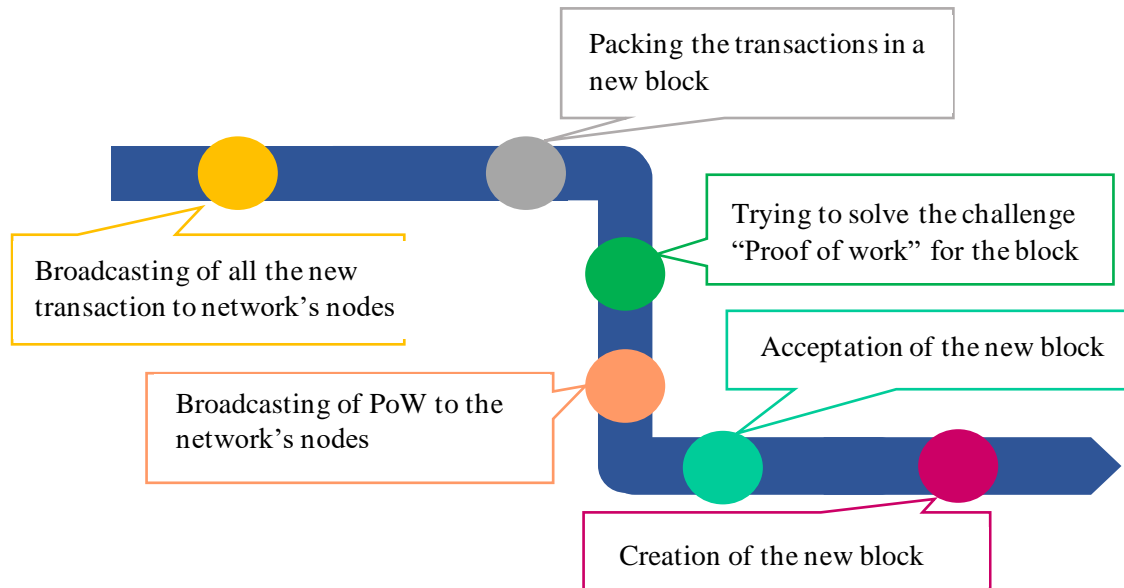 Packing the transactions in a
new block
Trying to solve the challenge
“Proof of work” for the block
Broadcasting of all the new
transaction to network’s nodes
Acceptation of the new block
Broadcasting of PoW to the
network’s nodes
Creation of the new block